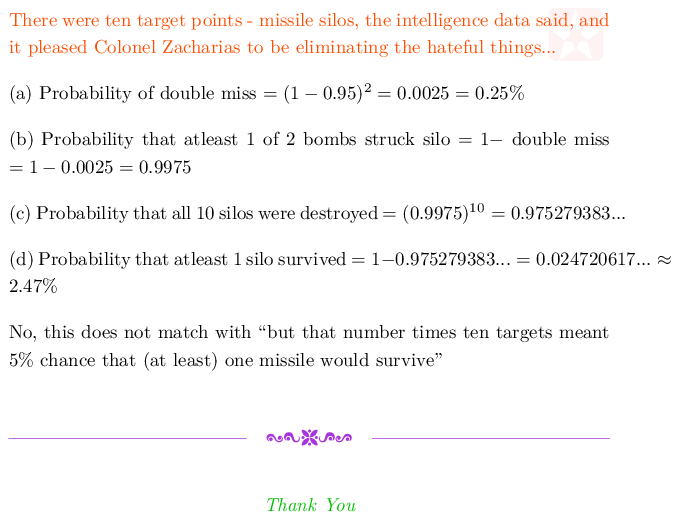 There were ten target points - missile silos, the intelligence data said, and
it pleased Colonel Zacharias to be eliminating the hateful things...
(a) Probability of double miss = (1 − 0.95)² = 0.0025 = 0.25%
(b) Probability that atleast 1 of 2 bombs struck silo = 1− double miss
= 1 − 0.0025 = 0.9975
(c) Probability that all 10 silos were destroyed = (0.9975)¹⁰ = 0.975279383...
(d) Probability that atleast 1 silo survived = 1−0.975279383... = 0.024720617... ≈
2.47%
No, this does not match with “but that number times ten targets meant
5% chance that (at least) one missile would survive”
Thank You